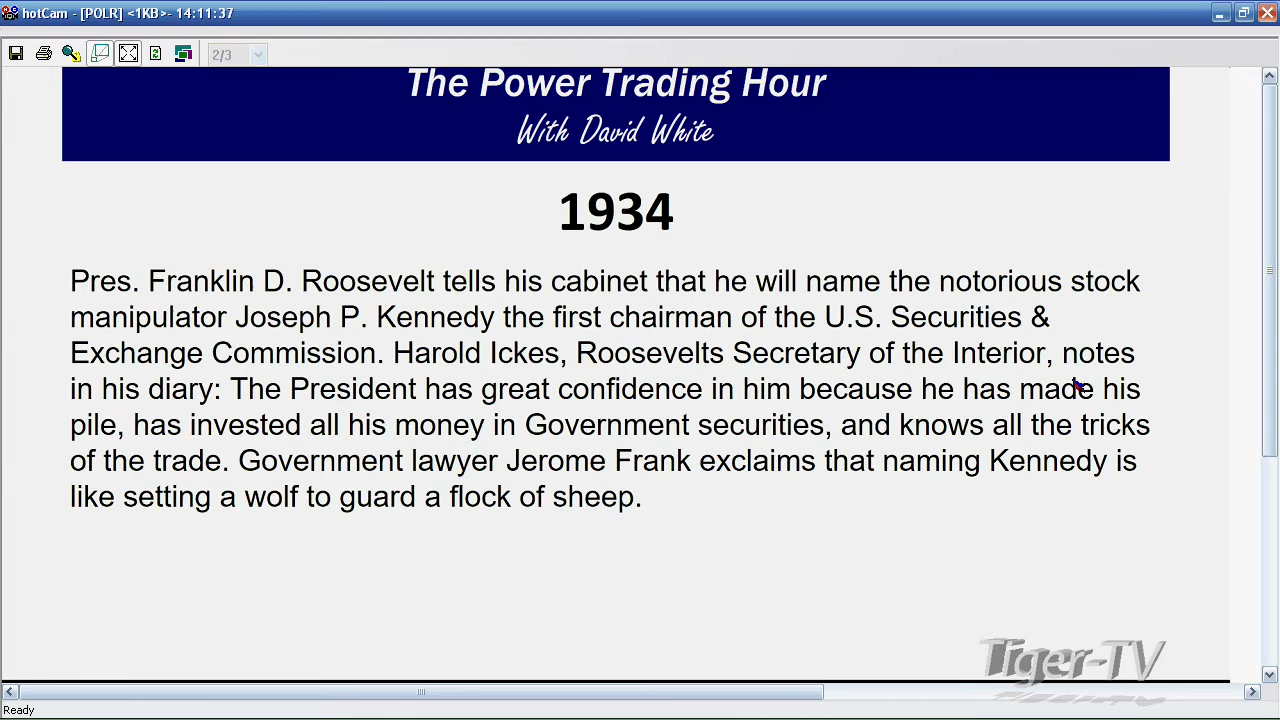 hotCam - [POLR] <1KB>- 14:11:37
2/3
The Power Trading Hour
With David White
1934
Pres. Franklin D. Roosevelt tells his cabinet that he will name the notorious stock
manipulator Joseph P. Kennedy the first chairman of the U.S. Securities &
Exchange Commission. Harold Ickes, Roosevelts Secretary of the Interior, notes
in his diary: The President has great confidence in him because he has made his
pile, has invested all his money in Government securities, and knows all the tricks
of the trade. Government lawyer Jerome Frank exclaims that naming Kennedy is
like setting a wolf to guard a flock of sheep.
Tiger-TV
Ready